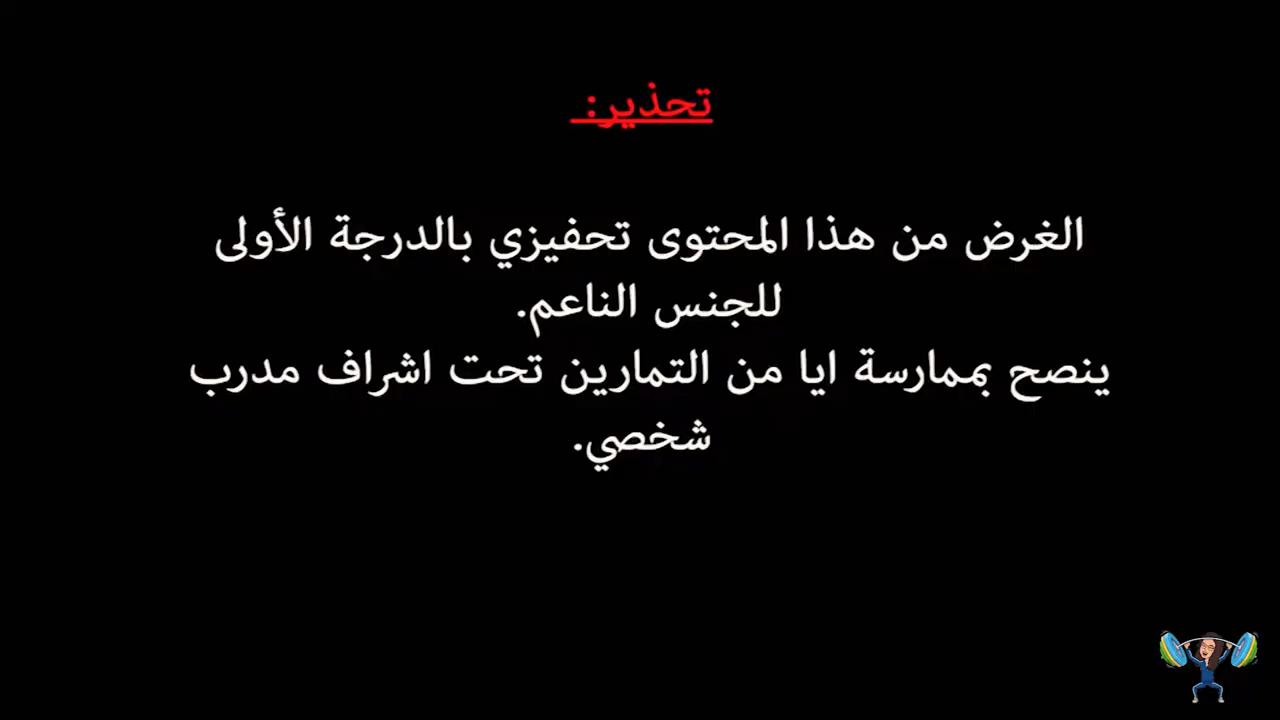 تحذير:
الغرض من هذا المحتوى تحفيزي بالدرجة الأولى
للجنس الناعم.
ينصح بممارسة ايا من التمارين تحت اشراف مدرب
شخصي.